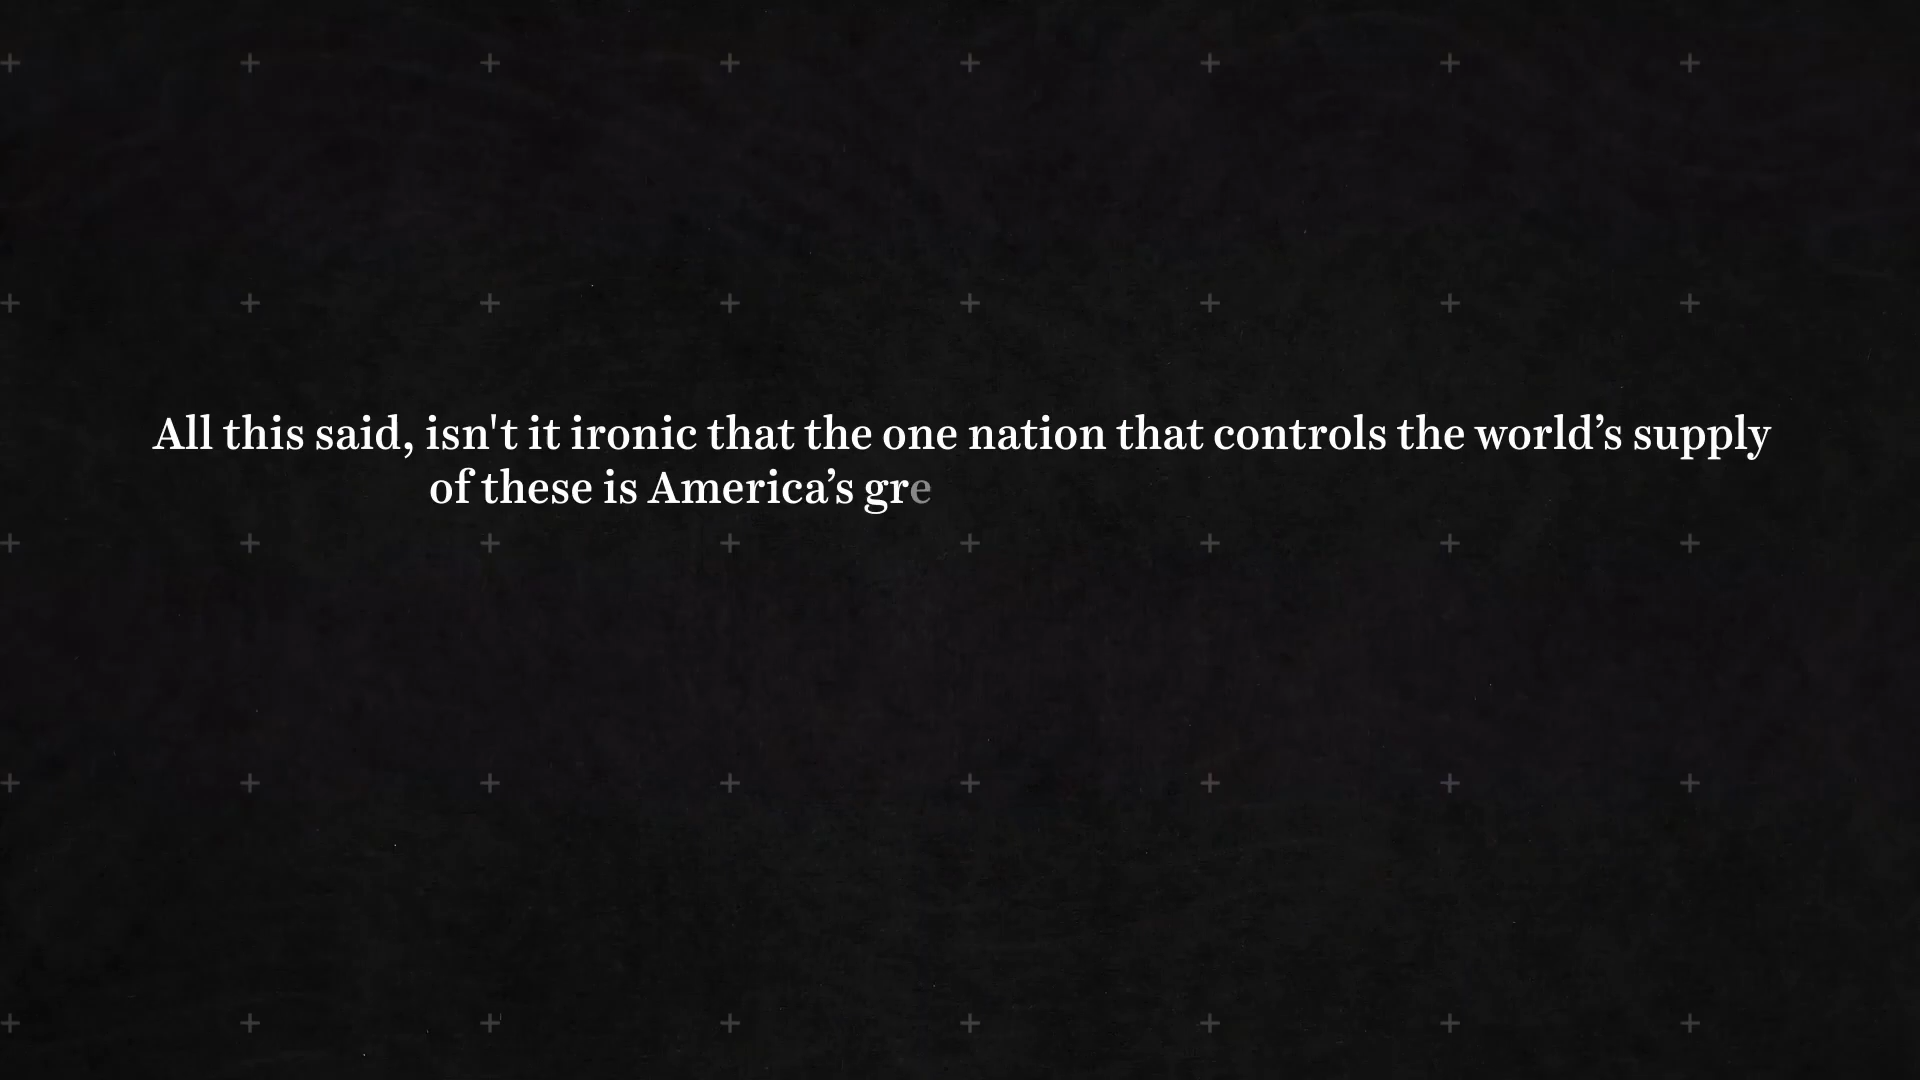 All this said, isn't it ironic that the one nation that controls the world’s supply
of these is America’s gre